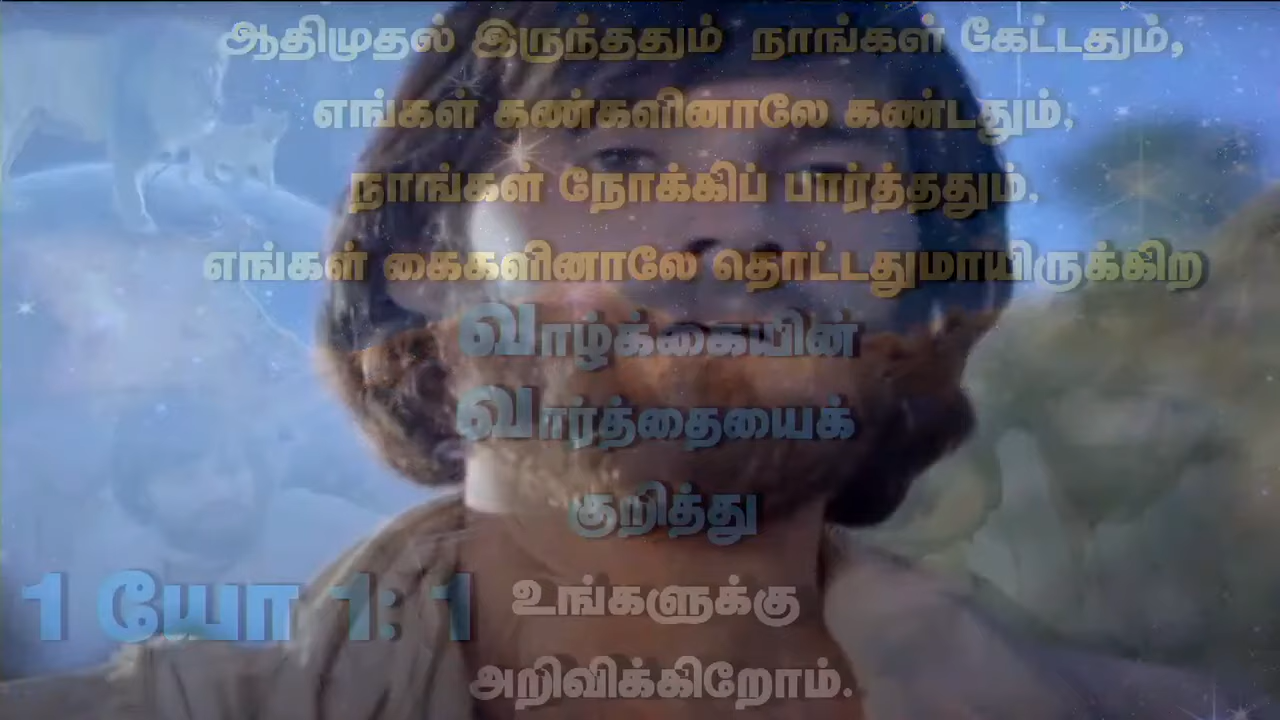 ஆதிமுதல் இருந்ததும் நாங்கள் கேட்டதும்,
எங்கள் கண்களினாலே கண்டதும்,
நாங்கள் நோக்கிப் பார்த்ததும்,
எங்கள் கைகளினாலே தொட்டதுமாயிருக்கிற
வாழ்க்கையின்
வார்த்தையைக்
குறித்து
1 யோ 1: 1
உங்களுக்கு
அறிவிக்கிறோம்.